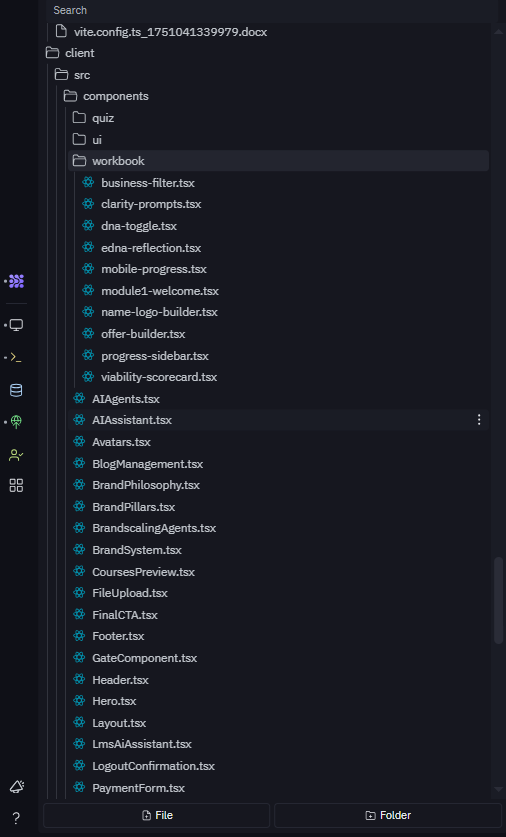 Search
vite.config.ts_1751041339979.docx
client
src
components
quiz
ui
workbook
business-filter.tsx
clarity-prompts.tsx
dna-toggle.tsx
edna-reflection.tsx
mobile-progress.tsx
module1-welcome.tsx
name-logo-builder.tsx
offer-builder.tsx
progress-sidebar.tsx
viability-scorecard.tsx
AIAgents.tsx
AIAssistant.tsx
Avatars.tsx
BlogManagement.tsx
BrandPhilosophy.tsx
BrandPillars.tsx
BrandscalingAgents.tsx
BrandSystem.tsx
CoursesPreview.tsx
FileUpload.tsx
FinalCTA.tsx
Footer.tsx
GateComponent.tsx
Header.tsx
Hero.tsx
Layout.tsx
LmsAiAssistant.tsx
LogoutConfirmation.tsx
PaymentForm.tsx
File Folder